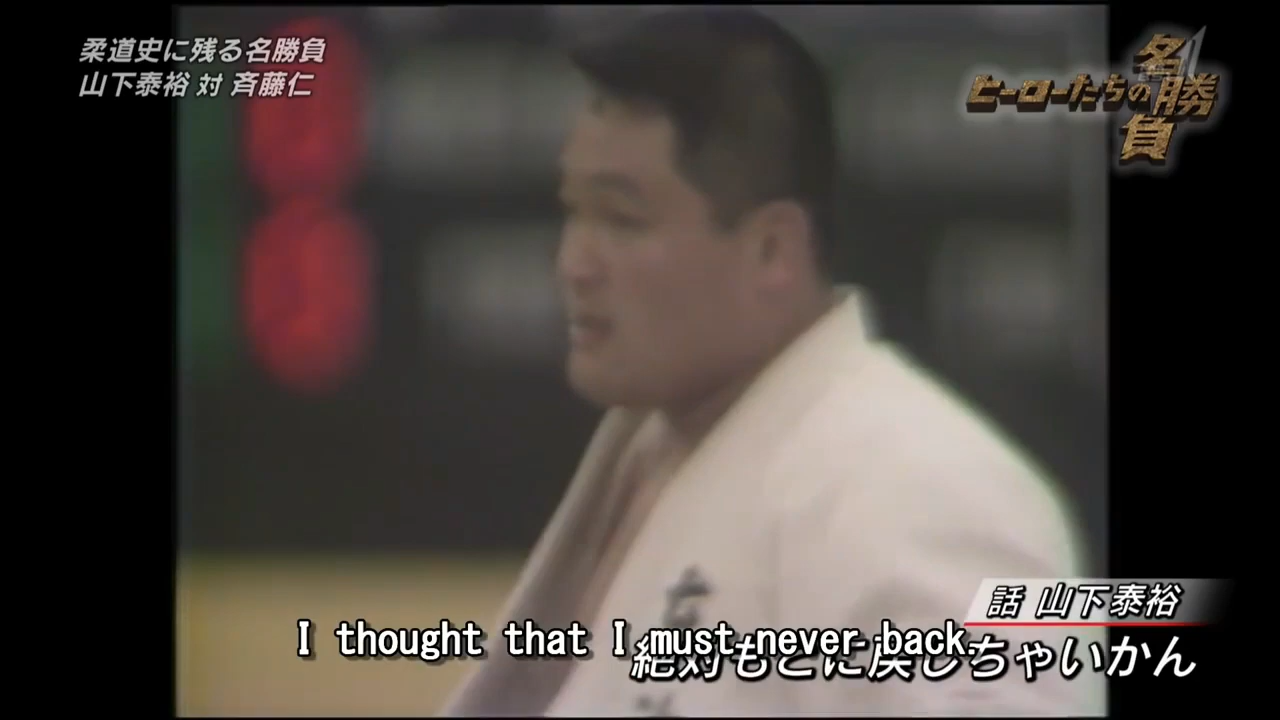 柔道史に残る名勝負
山下泰裕 対 斉藤仁
ヒーローたちの名勝負
話 山下泰裕
I thought that I must never back.
絶対もとに戻しちゃいかん